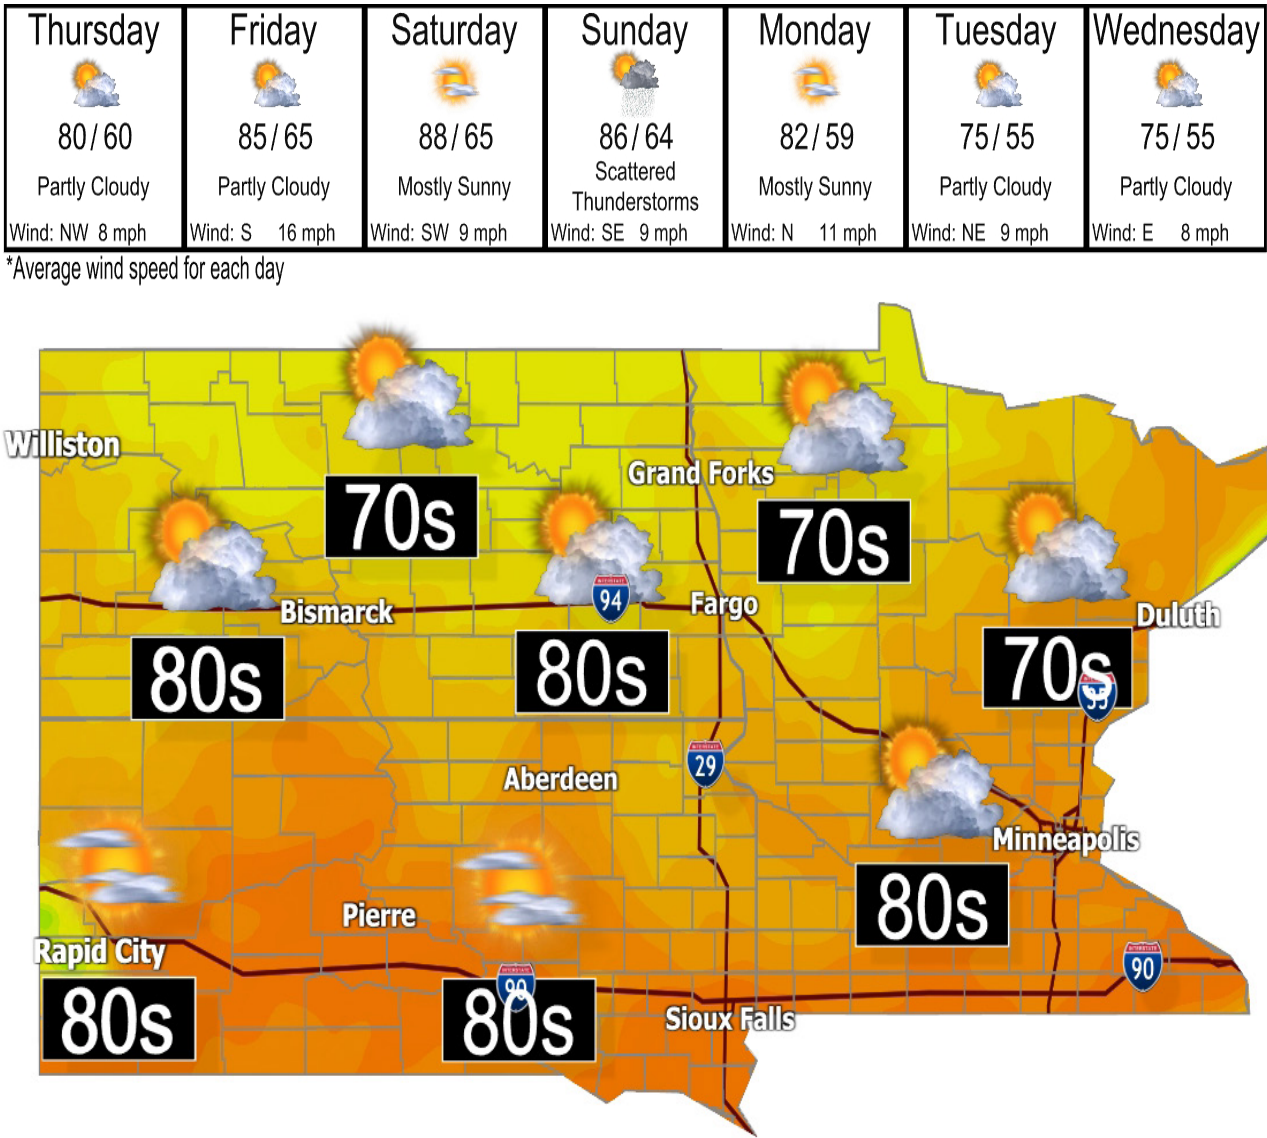 Thursday Friday Saturday Sunday Monday Tuesday Wednesday
80/60 85/65 88/65 86/64 82/59 75/55 75/55
Partly Cloudy Partly Cloudy Mostly Sunny Scattered Thunderstorms Mostly Sunny Partly Cloudy Partly Cloudy
Wind: NW 8 mph Wind: S 16 mph Wind: SW 9 mph Wind: SE 9 mph Wind: N 11 mph Wind: NE 9 mph Wind: E 8 mph
*Average wind speed for each day
Williston
Grand Forks
70s
70s
INTERSTATE
94
Bismarck
Fargo
Duluth
80s
80s
70s
35
INTERSTATE
29
Aberdeen
Minneapolis
80s
Pierre
Rapid City
INTERSTATE
90
INTERSTATE
90
80s
80s
Sioux Falls